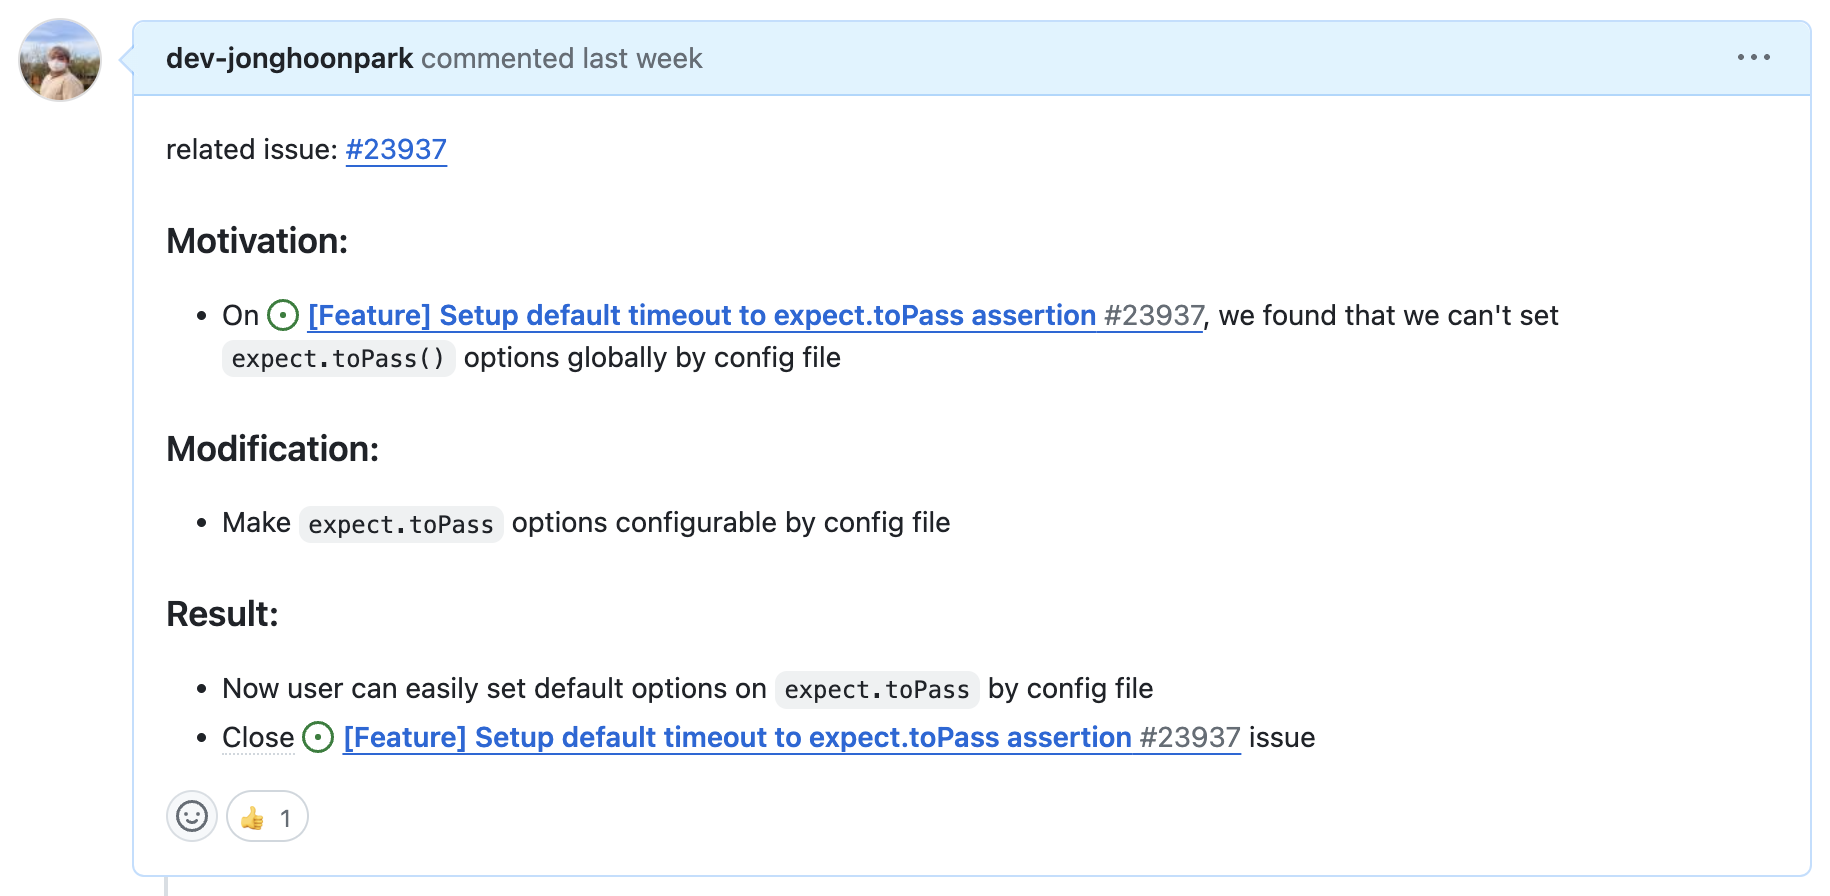 dev-jonghoonpark commented last week
related issue: #23937
Motivation:
On [Feature] Setup default timeout to expect.toPass assertion #23937, we found that we can't set
expect.toPass() options globally by config file
Modification:
Make expect.toPass options configurable by config file
Result:
Now user can easily set default options on expect.toPass by config file
Close [Feature] Setup default timeout to expect.toPass assertion #23937 issue
👍 1